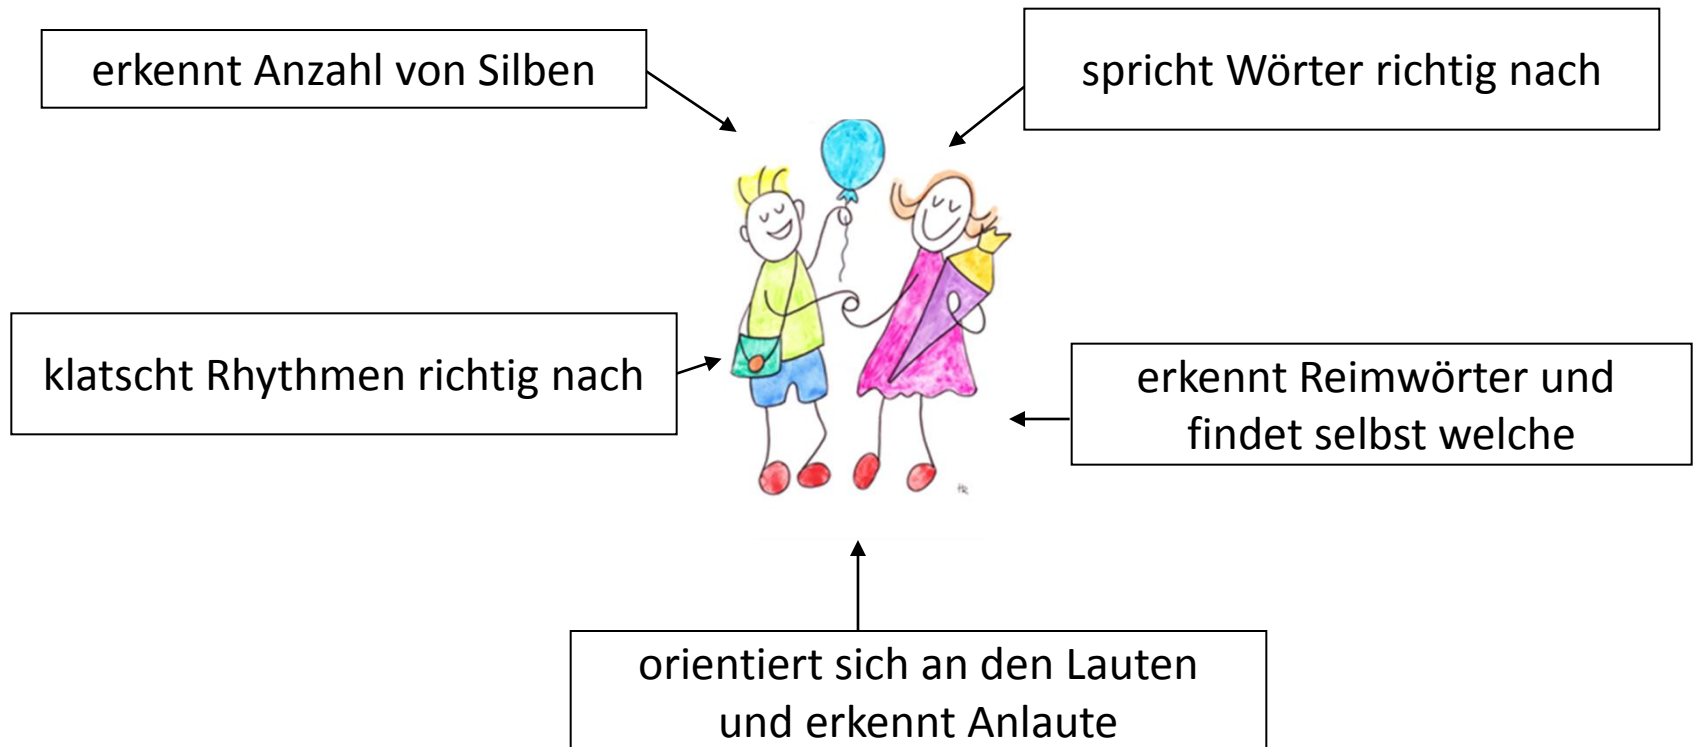 erkennt Anzahl von Silben
spricht Wörter richtig nach
klatscht Rhythmen richtig nach
erkennt Reimwörter und
findet selbst welche
orientiert sich an den Lauten
und erkennt Anlaute